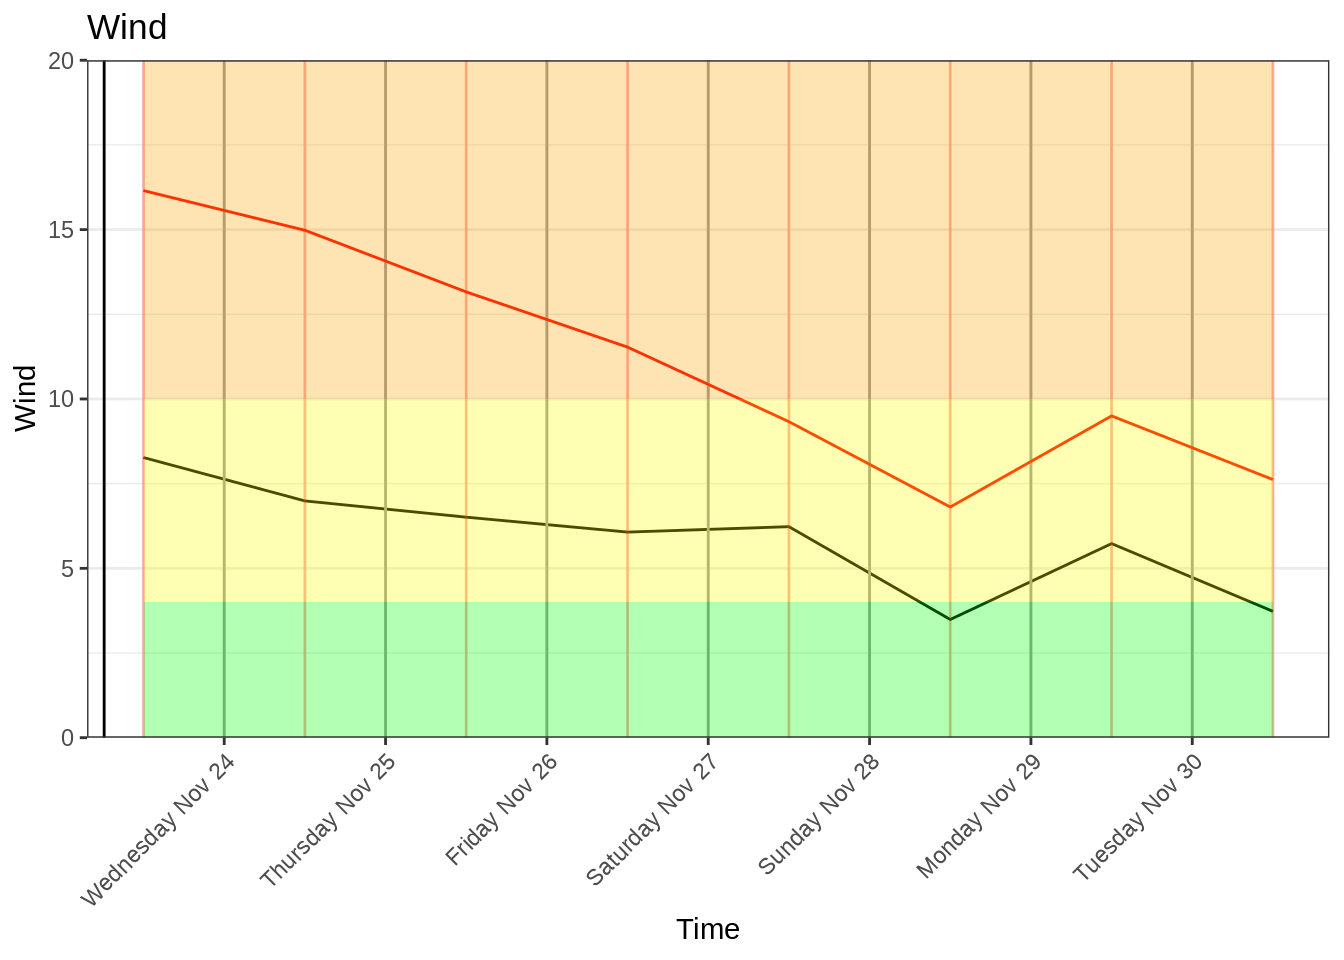 Wind
20
15
10
5
0
Wind
Wednesday Nov 24
Thursday Nov 25
Friday Nov 26
Saturday Nov 27
Sunday Nov 28
Monday Nov 29
Tuesday Nov 30
Time